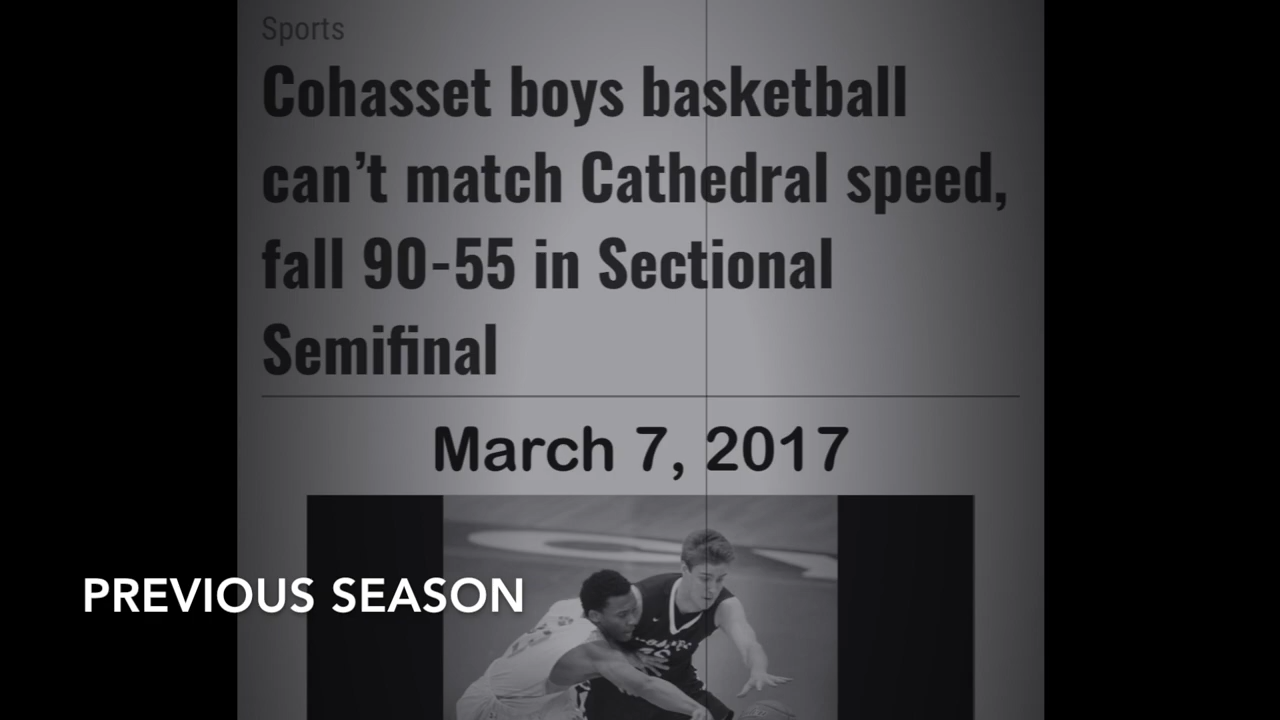 Sports
Cohasset boys basketball
can’t match Cathedral speed,
fall 90-55 in Sectional
Semifinal
March 7, 2017
PREVIOUS SEASON